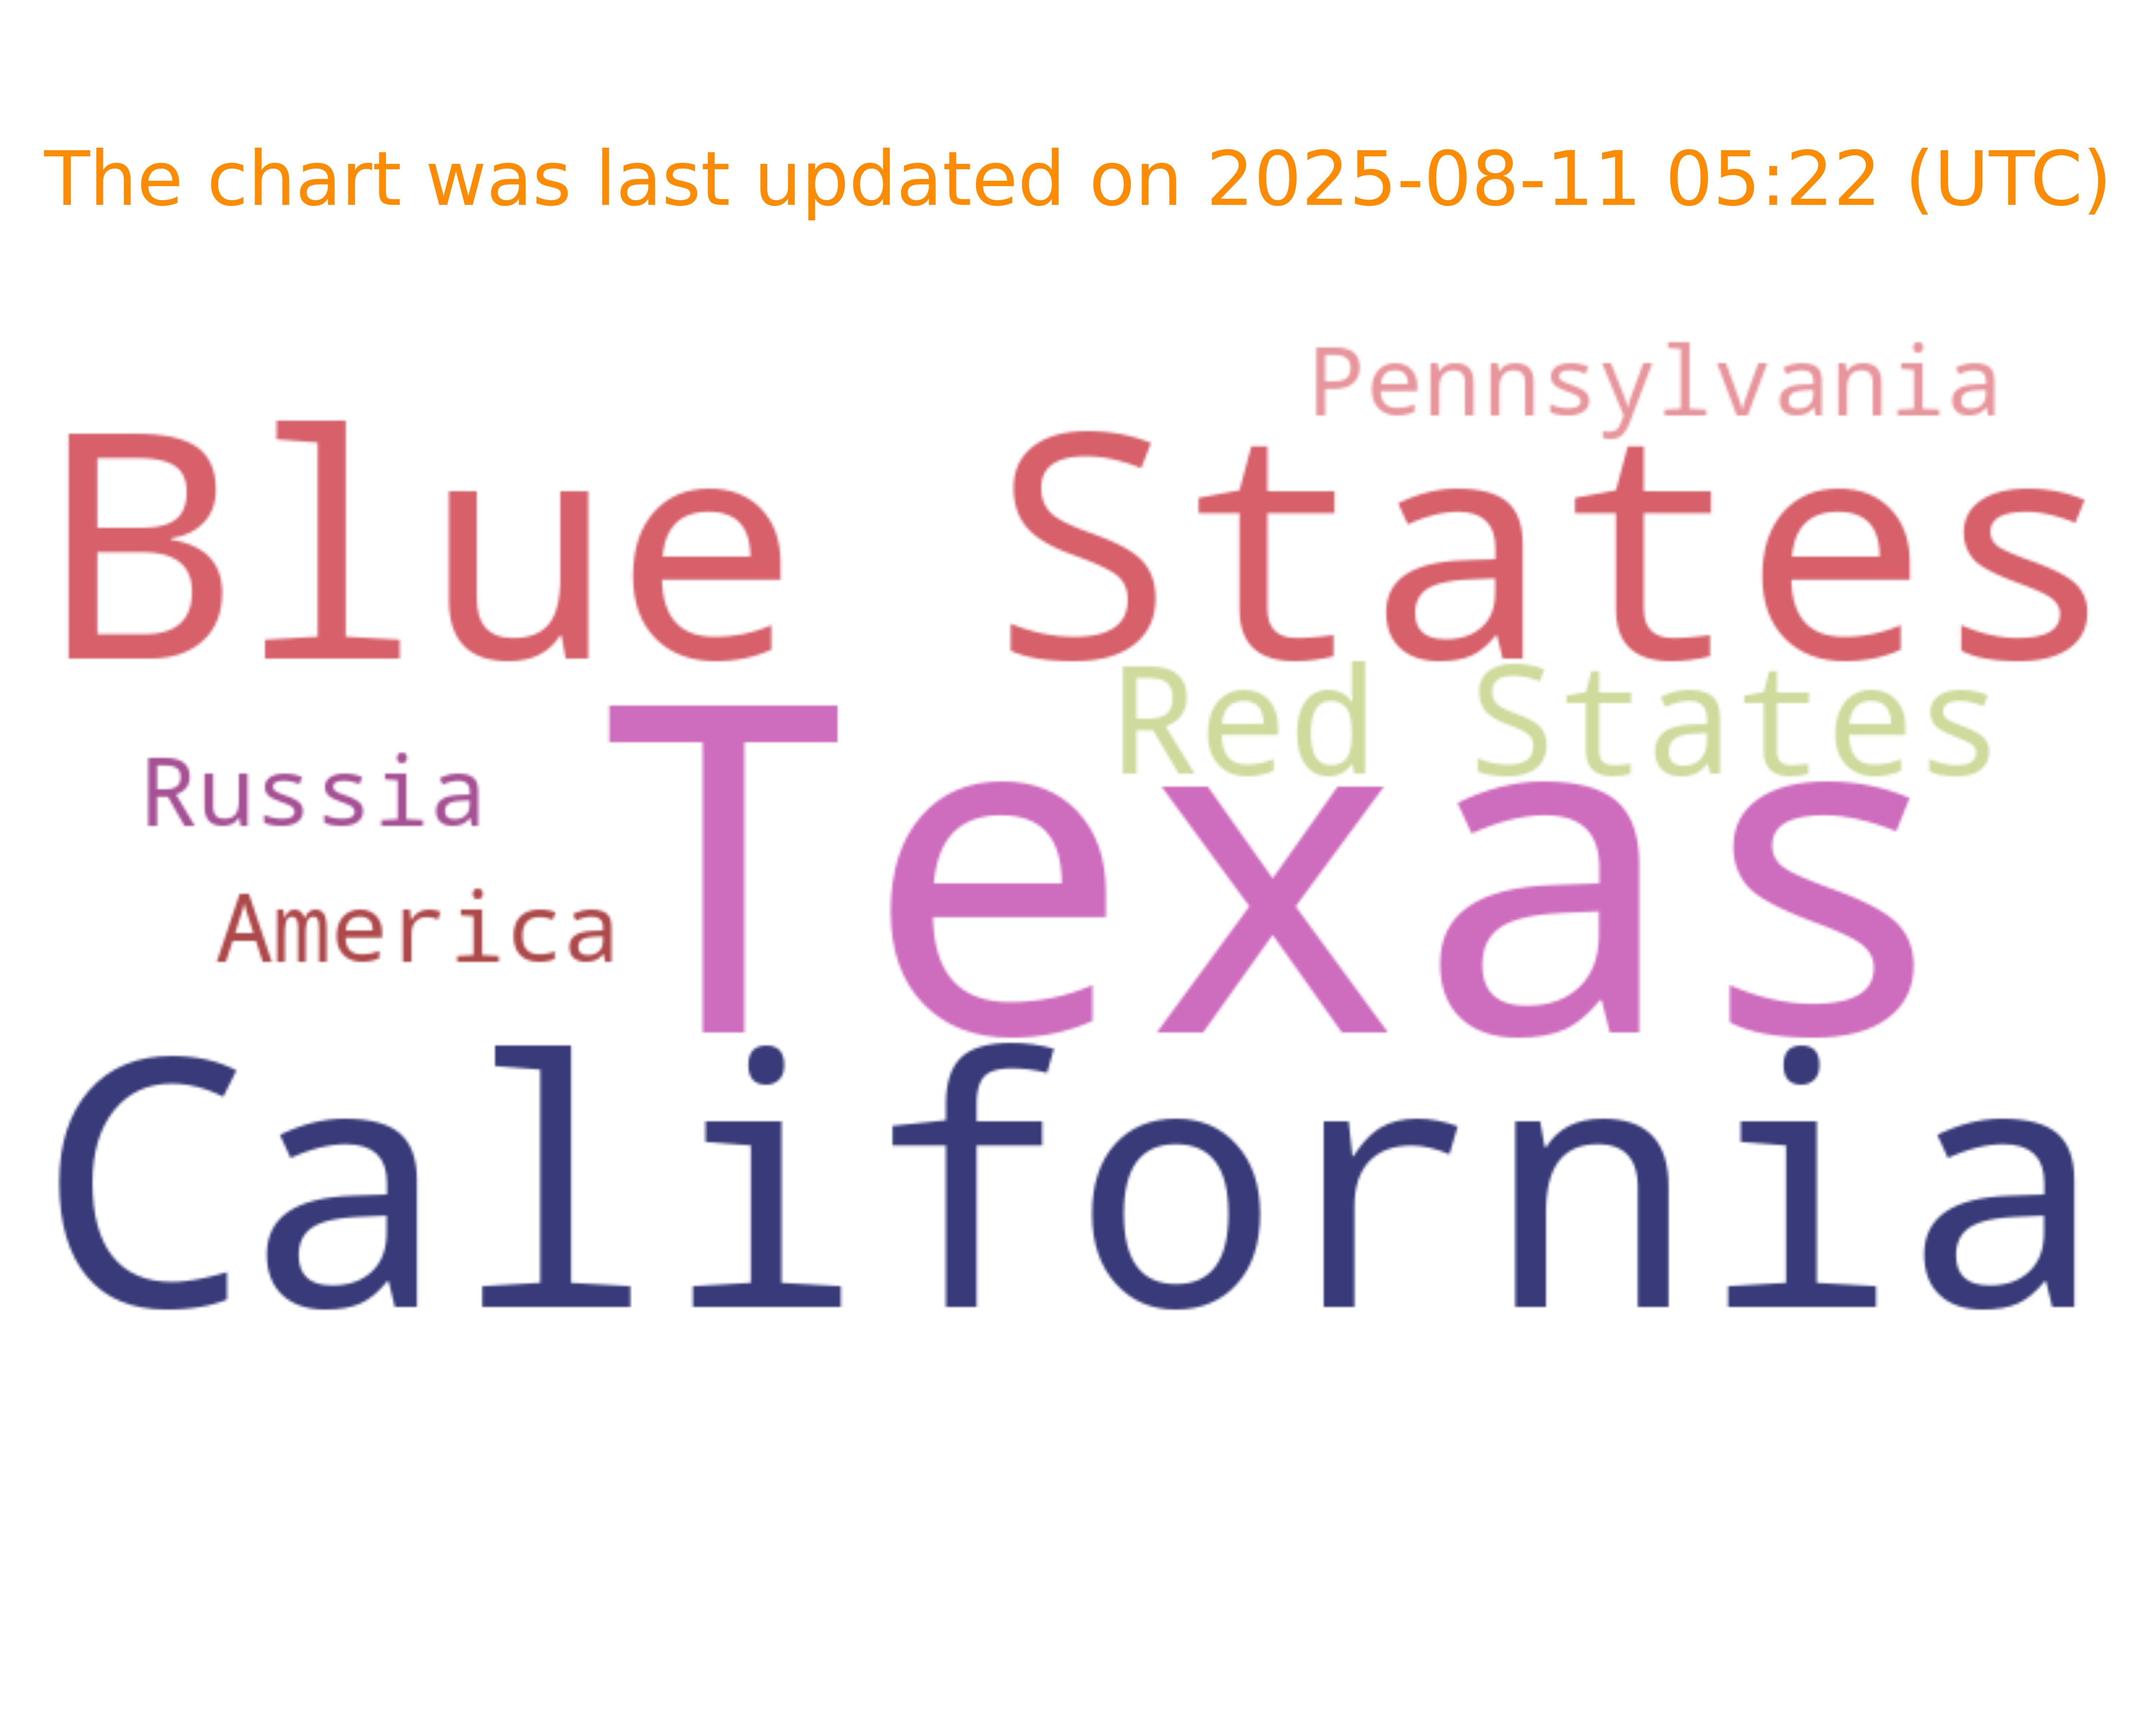 The chart was last updated on 2025-08-11 05:22 (UTC)
Pennsylvania
Blue States
Red States
Russia
Texas
America
California